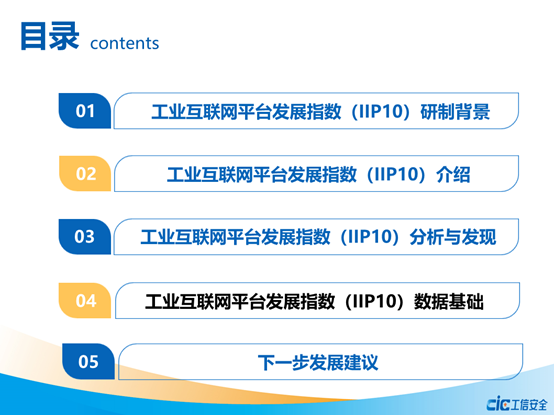 目录 contents
01 工业互联网平台发展指数（IIP10）研制背景
02 工业互联网平台发展指数（IIP10）介绍
03 工业互联网平台发展指数（IIP10）分析与发现
04 工业互联网平台发展指数（IIP10）数据基础
05 下一步发展建议
CIC工信安全